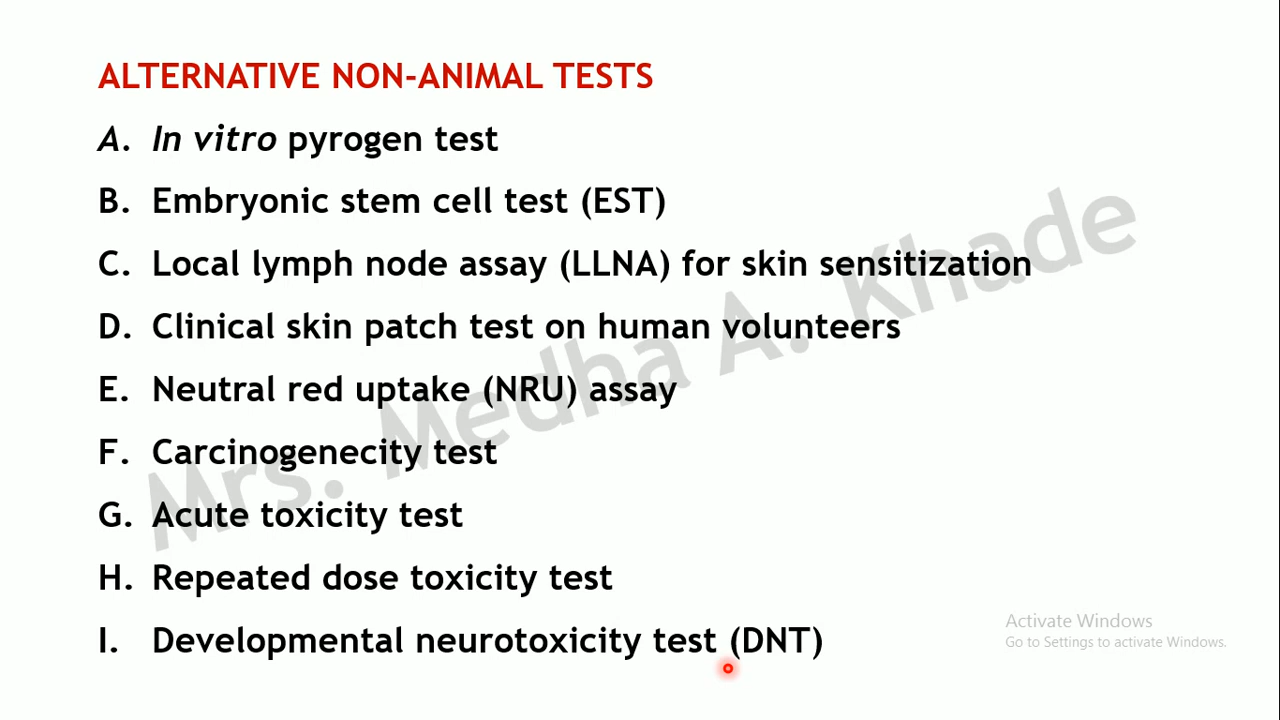 ALTERNATIVE NON-ANIMAL TESTS
A. In vitro pyrogen test
B. Embryonic stem cell test (EST)
C. Local lymph node assay (LLNA) for skin sensitization
D. Clinical skin patch test on human volunteers
E. Neutral red uptake (NRU) assay
F. Carcinogenecity test
G. Acute toxicity test
H. Repeated dose toxicity test
I. Developmental neurotoxicity test (DNT)
Mrs. Medha A. Khade
Activate Windows
Go to Settings to activate Windows.